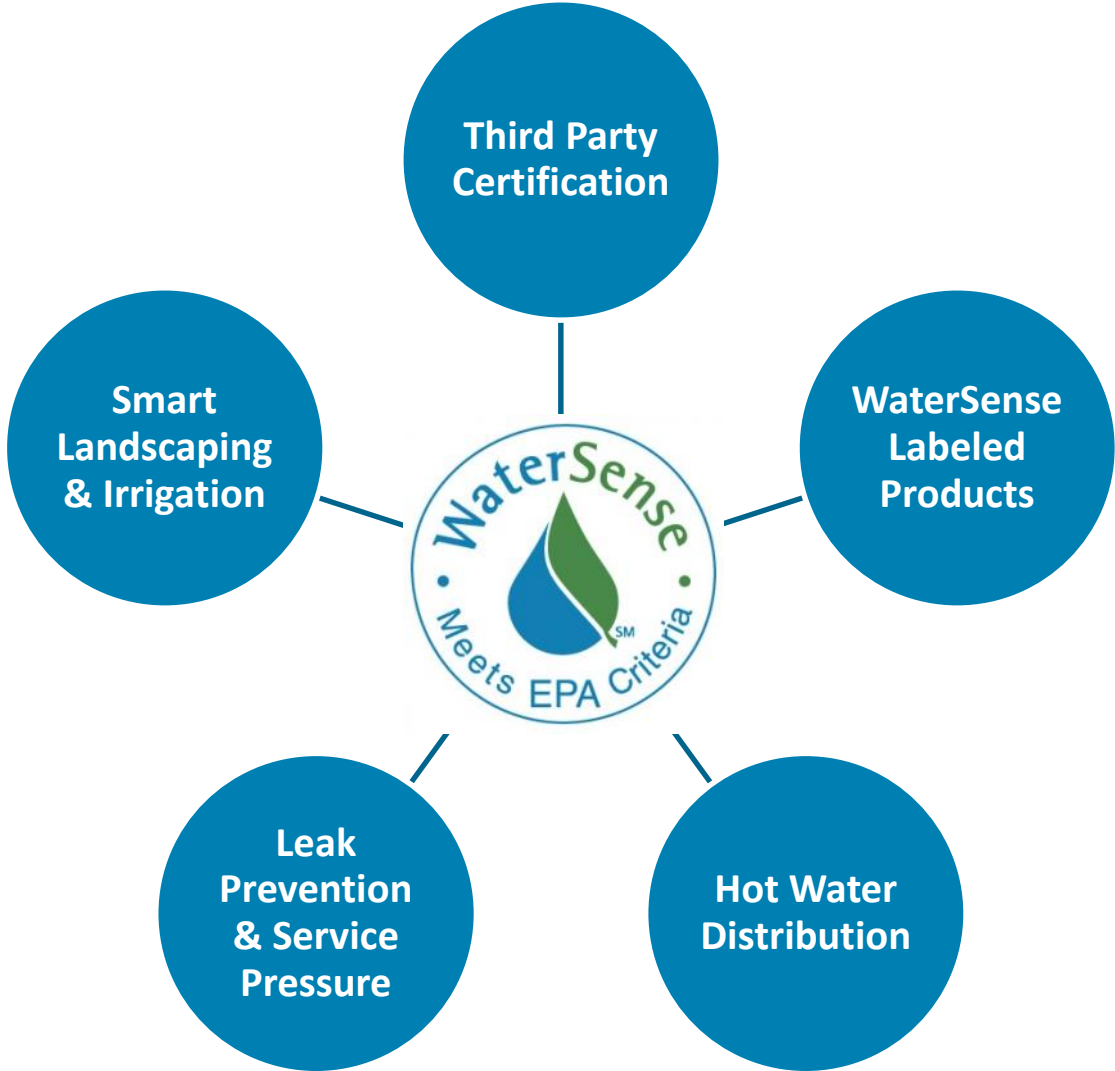 Third Party
Certification
Smart
Landscaping
& Irrigation
WaterSense
Labeled
Products
WaterSense
SM
• Meets EPA Criteria •
Leak
Prevention
& Service
Pressure
Hot Water
Distribution